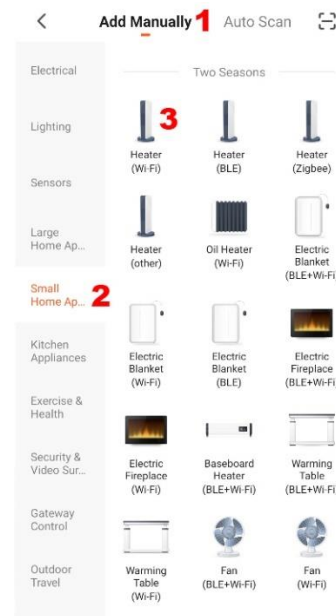 Add Manually 1 Auto Scan
Electrical
Lighting
Sensors
Large
Home Ap...
Small
Home Ap... 2
Kitchen
Appliances
Exercise &
Health
Security &
Video Sur...
Gateway
Control
Outdoor
Travel
Two Seasons
3
Heater
(Wi-Fi)
Heater
(BLE)
Heater
(Zigbee)
Heater
(other)
Oil Heater
(Wi-Fi)
Electric
Blanket
(BLE+Wi-Fi
Electric
Blanket
(Wi-Fi)
Electric
Blanket
(BLE)
Electric
Fireplace
(BLE+Wi-Fi
Electric
Fireplace
(Wi-Fi)
Baseboard
Heater
(BLE+Wi-Fi)
Warming
Table
(BLE+Wi-Fi
Warming
Table
(Wi-Fi)
Fan
(BLE+Wi-Fi)
Fan
(Wi-Fi)